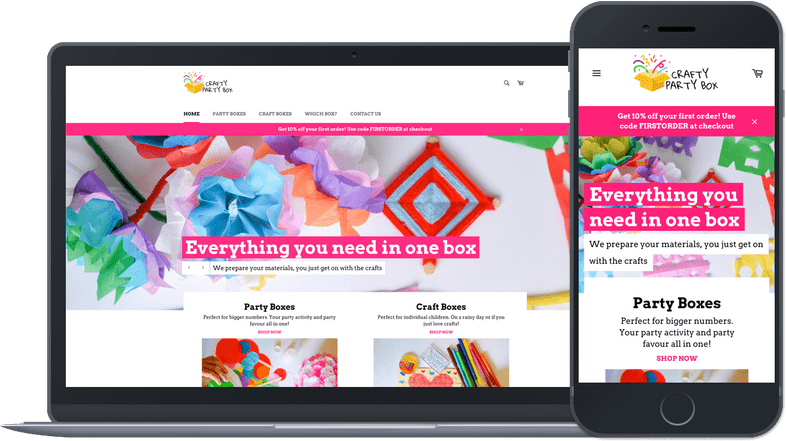 CRAFTY
PARTY BOX
HOME PARTY BOXES CRAFT BOXES WHICH BOX? CONTACT US
Get 10% off your first order! Use code FIRSTORDER at checkout
Everything you need in one box
We prepare your materials, you just get on with the crafts
Party Boxes
Perfect for bigger numbers. Your party activity and party
favour all in one!
SHOP NOW
Craft Boxes
Perfect for individual children. On a rainy day or if you
just love crafts!
SHOP NOW
CRAFTY
PARTY BOX
Get 10% off your first order! Use
code FIRSTORDER at checkout
Everything you
need in one box
We prepare your materials, you just get on
with the crafts
Party Boxes
Perfect for bigger numbers.
Your party activity and party
favour all in one!
SHOP NOW